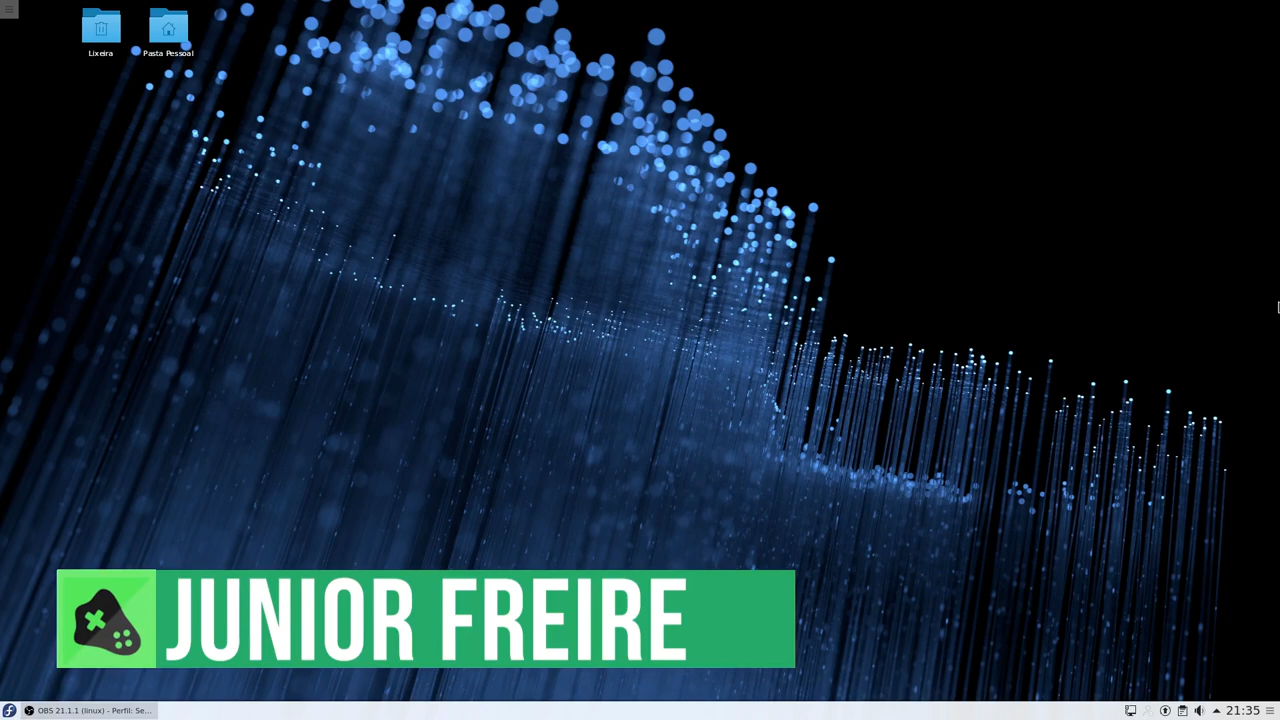 Lixeira
Pasta Pessoal
JUNIOR FREIRE
OBS 21.1.1 (linux) - Perfil: Se...
21:35